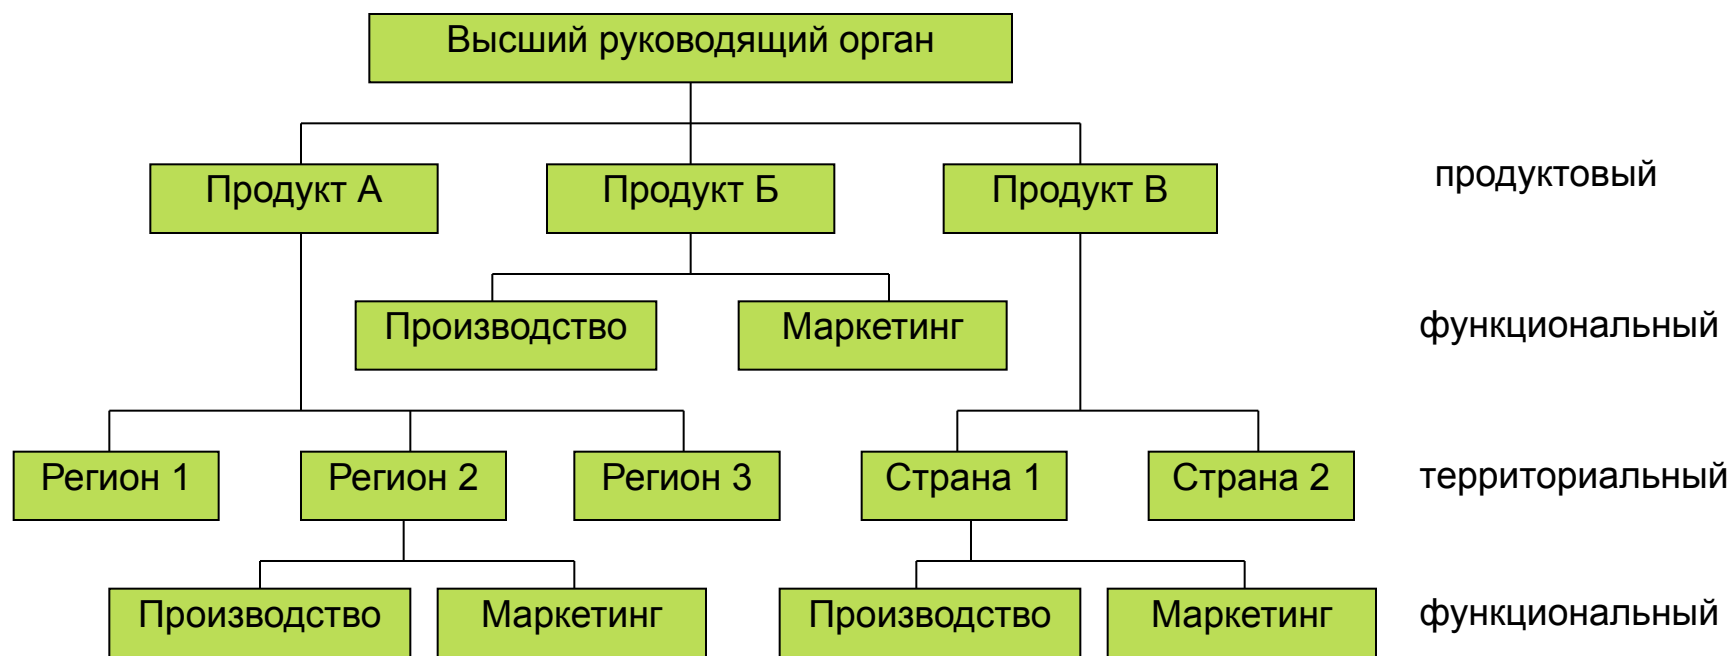 Высший руководящий орган
Продукт А
Продукт Б
Продукт В
продуктовый
Производство
Маркетинг
функциональный
Регион 1
Регион 2
Регион 3
Страна 1
Страна 2
территориальный
Производство
Маркетинг
Производство
Маркетинг
функциональный